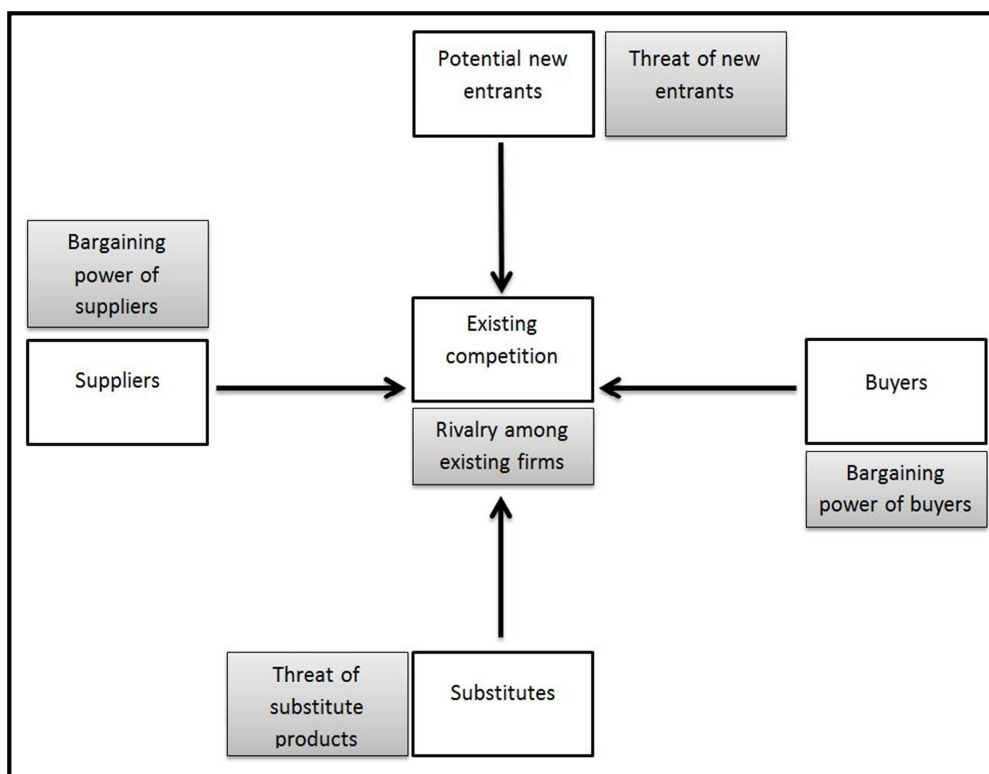 Potential new
entrants
Threat of new
entrants
Bargaining
power of
suppliers
Suppliers
Existing
competition
Rivalry among
existing firms
Buyers
Bargaining
power of buyers
Threat of
substitute
products
Substitutes